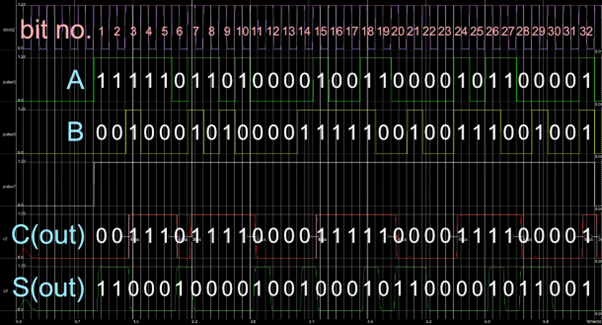 bit no. 1 2 3 4 5 6 7 8 9 10 11 12 13 14 15 16 17 18 19 20 21 22 23 24 25 26 27 28 29 30 31 32
A 11111011010000100110000101100001
B 00100010100001111100100111001001
C(out) 00111011110000111110000111100001
S(out) 110001000010010001011000001011001